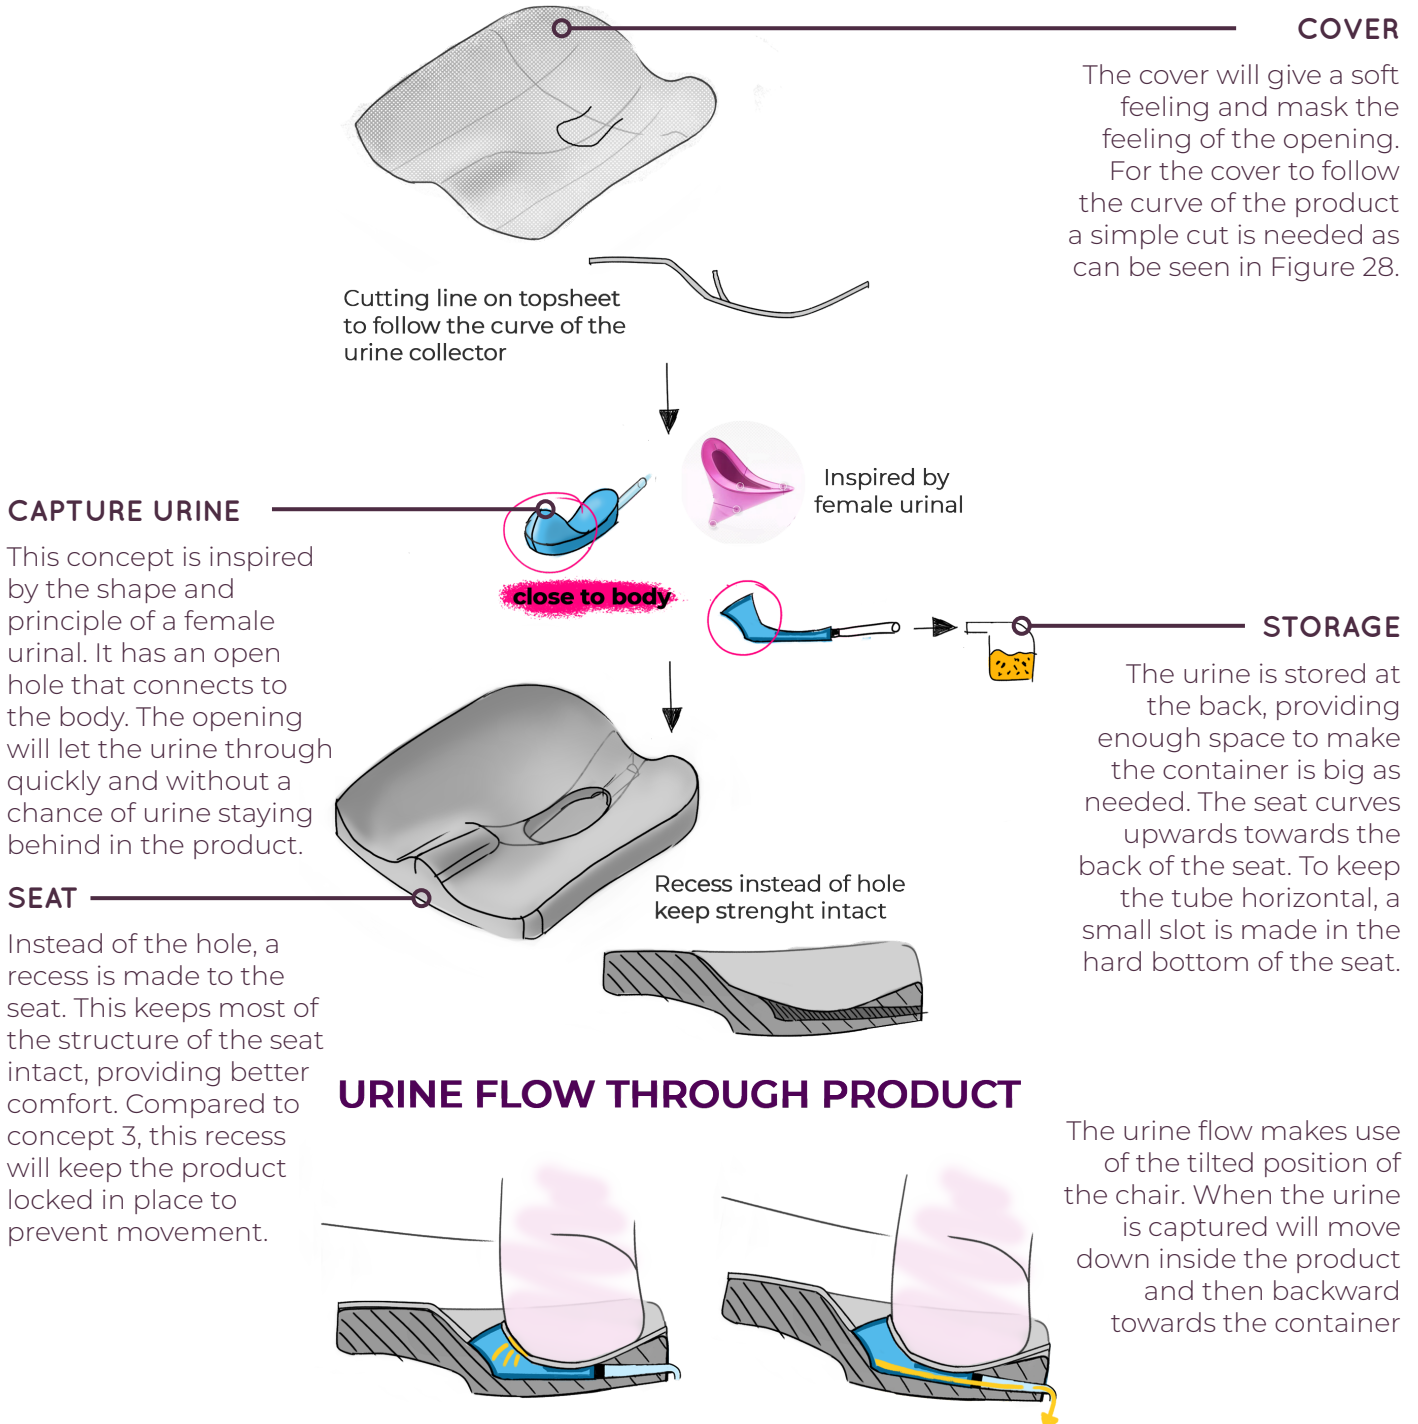 COVER
The cover will give a soft
feeling and mask the
feeling of the opening.
For the cover to follow
the curve of the product
a simple cut is needed as
can be seen in Figure 28.
Cutting line on topsheet
to follow the curve of the
urine collector
Inspired by
female urinal
CAPTURE URINE
This concept is inspired
by the shape and
principle of a female
urinal. It has an open
hole that connects to
the body. The opening
will let the urine through
quickly and without a
chance of urine staying
behind in the product.
close to body
STORAGE
The urine is stored at
the back, providing
enough space to make
the container is big as
needed. The seat curves
upwards towards the
back of the seat. To keep
the tube horizontal, a
small slot is made in the
hard bottom of the seat.
SEAT
Instead of the hole, a
recess is made to the
seat. This keeps most of
the structure of the seat
intact, providing better
comfort. Compared to
concept 3, this recess
will keep the product
locked in place to
prevent movement.
Recess instead of hole
keep strenght intact
URINE FLOW THROUGH PRODUCT
The urine flow makes use
of the tilted position of
the chair. When the urine
is captured will move
down inside the product
and then backward
towards the container